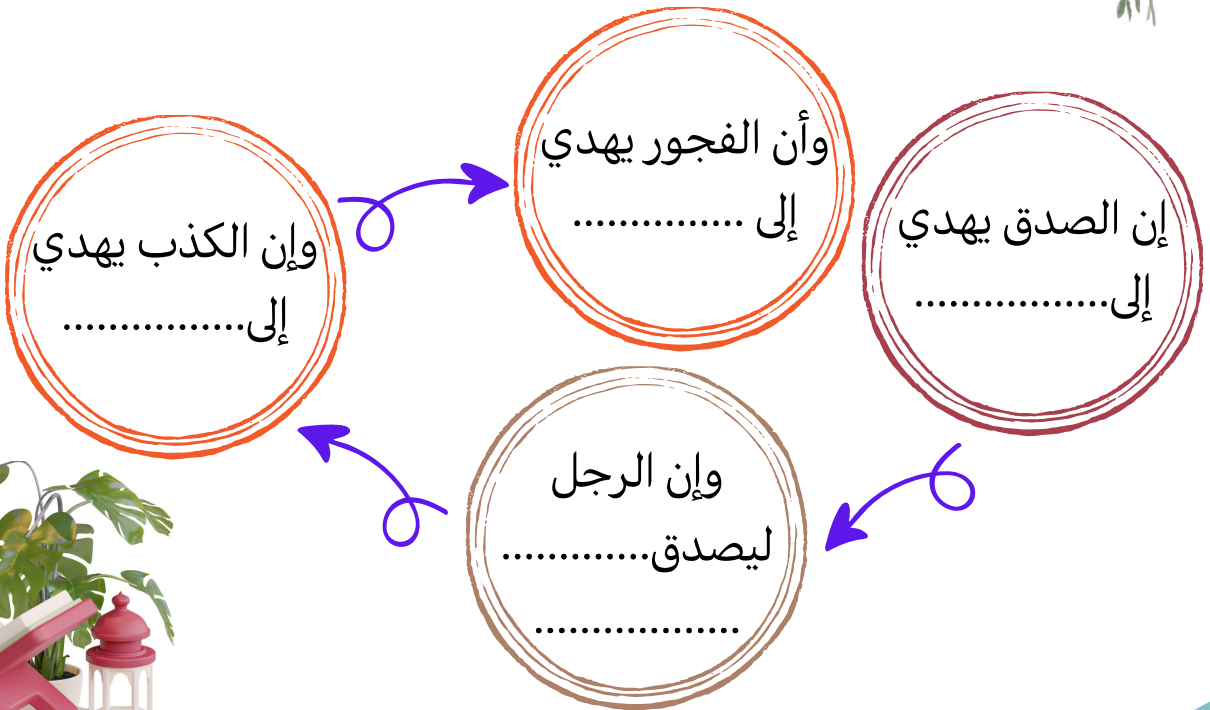 إن الصدق يهدي
إلى.................
وإن الرجل
ليصدق.............
..................
وإن الكذب يهدي
إلى................
وأن الفجور يهدي
إلى ...............